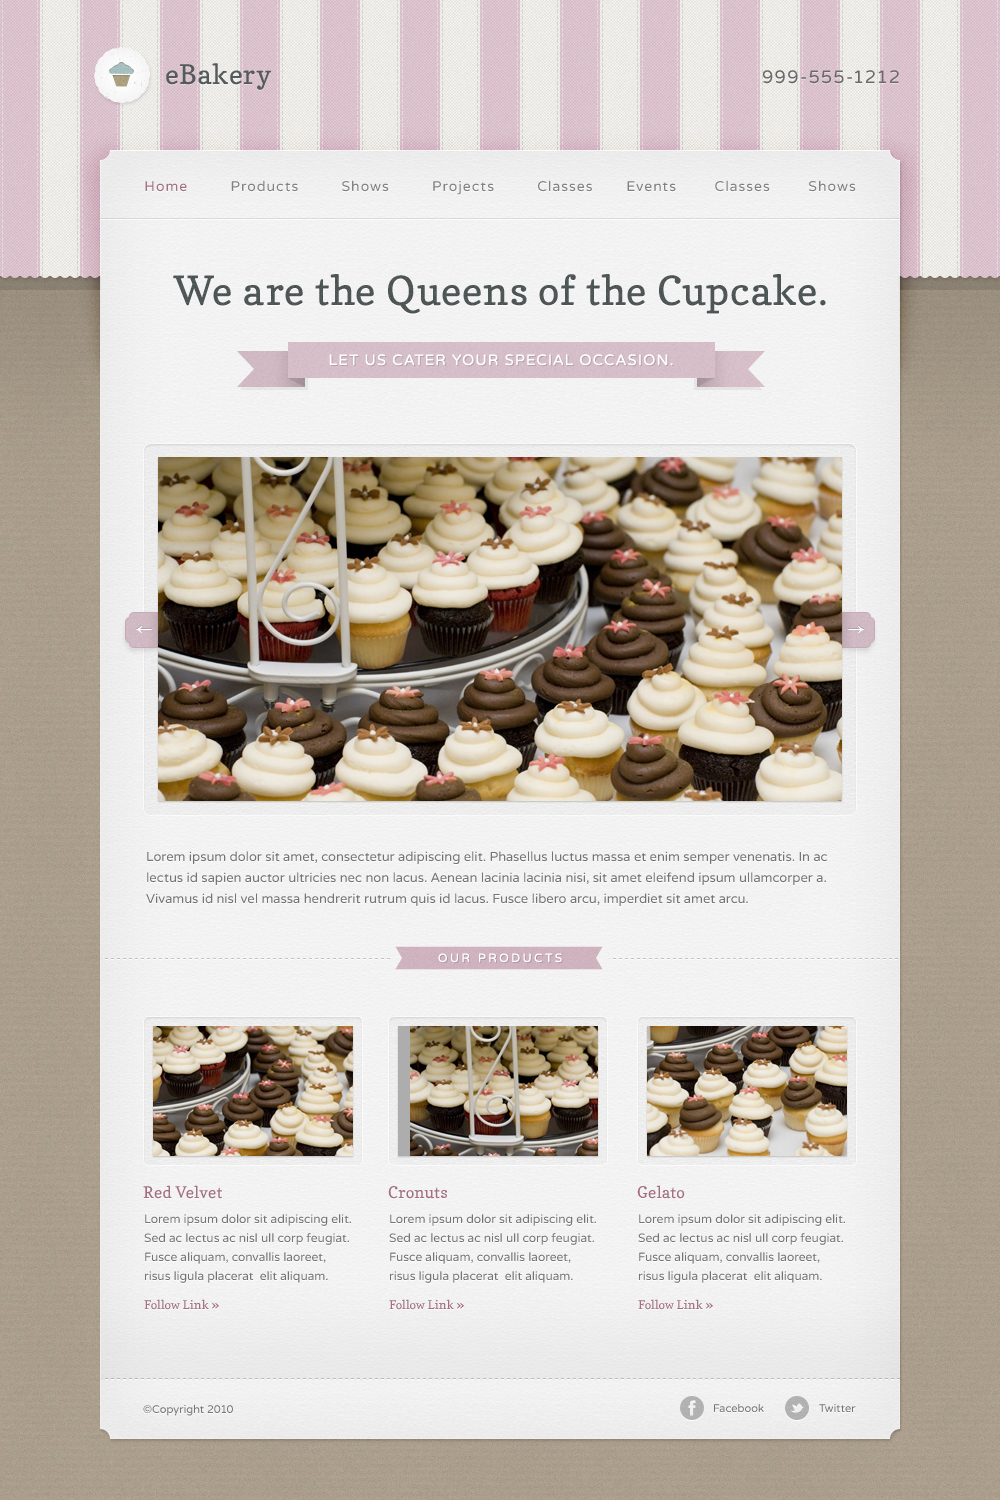 eBakery
999-555-1212
Home Products Shows Projects Classes Events Classes Shows
We are the Queens of the Cupcake.
LET US CATER YOUR SPECIAL OCCASION.
Lorem ipsum dolor sit amet, consectetur adipiscing elit. Phasellus luctus massa et enim semper venenatis. In ac
lectus id sapien auctor ultricies nec non lacus. Aenean lacinia lacinia nisi, sit amet eleifend ipsum ullamcorper a.
Vivamus id nisl vel massa hendrerit rutrum quis id lacus. Fusce libero arcu, imperdiet sit amet arcu.
OUR PRODUCTS
Red Velvet
Lorem ipsum dolor sit adipiscing elit.
Sed ac lectus ac nisl ull corp feugiat.
Fusce aliquam, convallis laoreet,
risus ligula placerat elit aliquam.
Follow Link »
Cronuts
Lorem ipsum dolor sit adipiscing elit.
Sed ac lectus ac nisl ull corp feugiat.
Fusce aliquam, convallis laoreet,
risus ligula placerat elit aliquam.
Follow Link »
Gelato
Lorem ipsum dolor sit adipiscing elit.
Sed ac lectus ac nisl ull corp feugiat.
Fusce aliquam, convallis laoreet,
risus ligula placerat elit aliquam.
Follow Link »
©Copyright 2010
Facebook
Twitter